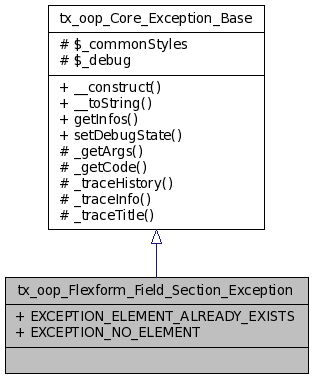 tx_oop_Core_Exception_Base
# $_commonStyles
# $_debug
+ __construct()
+ __toString()
+ getInfos()
+ setDebugState()
# _getArgs()
# _getCode()
# _traceHistory()
# _traceInfo()
# _traceTitle()
tx_oop_Flexform_Field_Section_Exception
+ EXCEPTION_ELEMENT_ALREADY_EXISTS
+ EXCEPTION_NO_ELEMENT